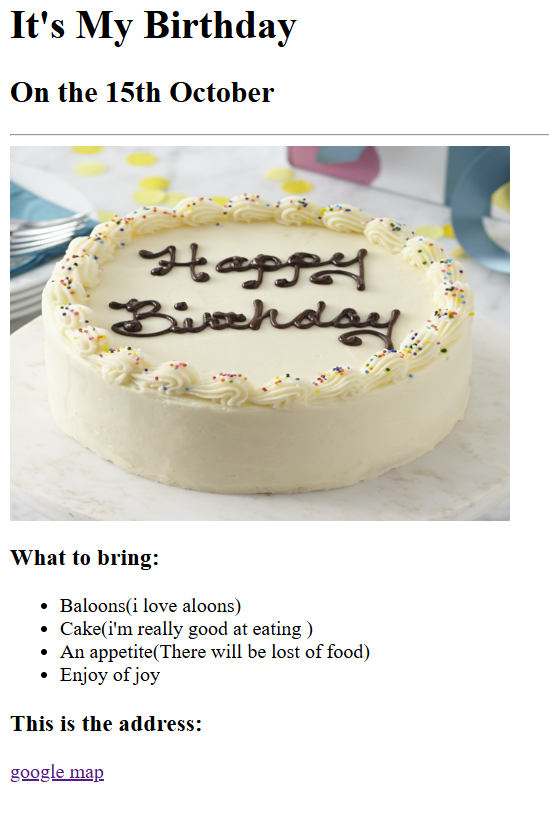 It's My Birthday
On the 15th October
Happy
Birthday
What to bring:
Baloons(i love aloons)
Cake(i'm really good at eating )
An appetite(There will be lost of food)
Enjoy of joy
This is the address:
google map